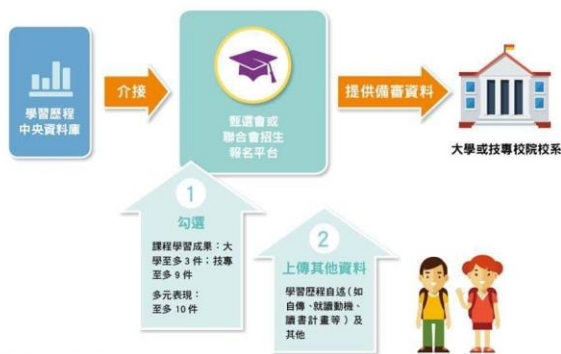 學習歷程
中央資料庫
介接
甄選會或
聯合會招生
報名平台
提供備審資料
大學或技專校院校系
1
勾選
課程學習成果：大
學至多3件；技專
至多9件
多元表現：
至多10件
2
上傳其他資料
學習歷程自述（如
自傳、就讀動機、
讀書計畫等）及
其他